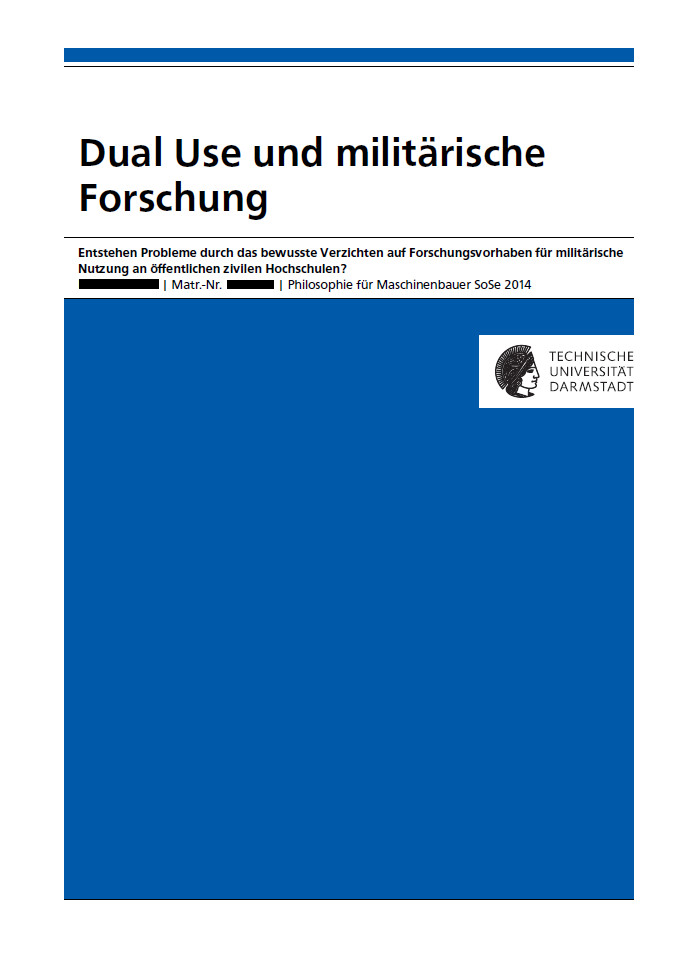 Dual Use und militärische
Forschung
Entstehen Probleme durch das bewusste Verzichten auf Forschungsvorhaben für militärische
Nutzung an öffentlichen zivilen Hochschulen?
| Matr.-Nr. | Philosophie für Maschinenbauer SoSe 2014
TECHNISCHE
UNIVERSITÄT
DARMSTADT